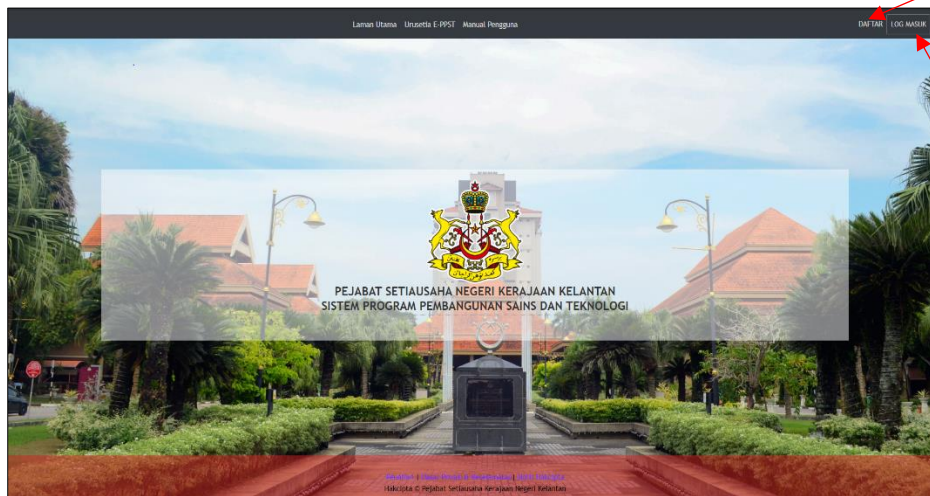 Laman Utama Urusetia E-PPST Manual Pengguna
DAFTAR LOG MASUK
PEJABAT SETIAUSAHA NEGERI KERAJAAN KELANTAN
SISTEM PROGRAM PEMBANGUNAN SAINS DAN TEKNOLOGI
Hakcipta © Pejabat Setiausaha Kerajaan Negeri Kelantan